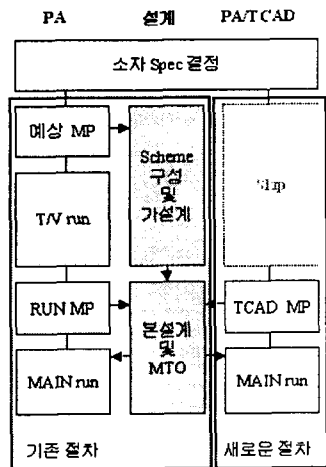 PA 설계 PA/TCAD
소자 Spec 결정
예상 MP
Scheme
구성
및
가설계
Skip
T/V run
RUN MP
본설계
및
MTO
TCAD MP
MAIN run
MAIN run
기존 절차
새로운 절차